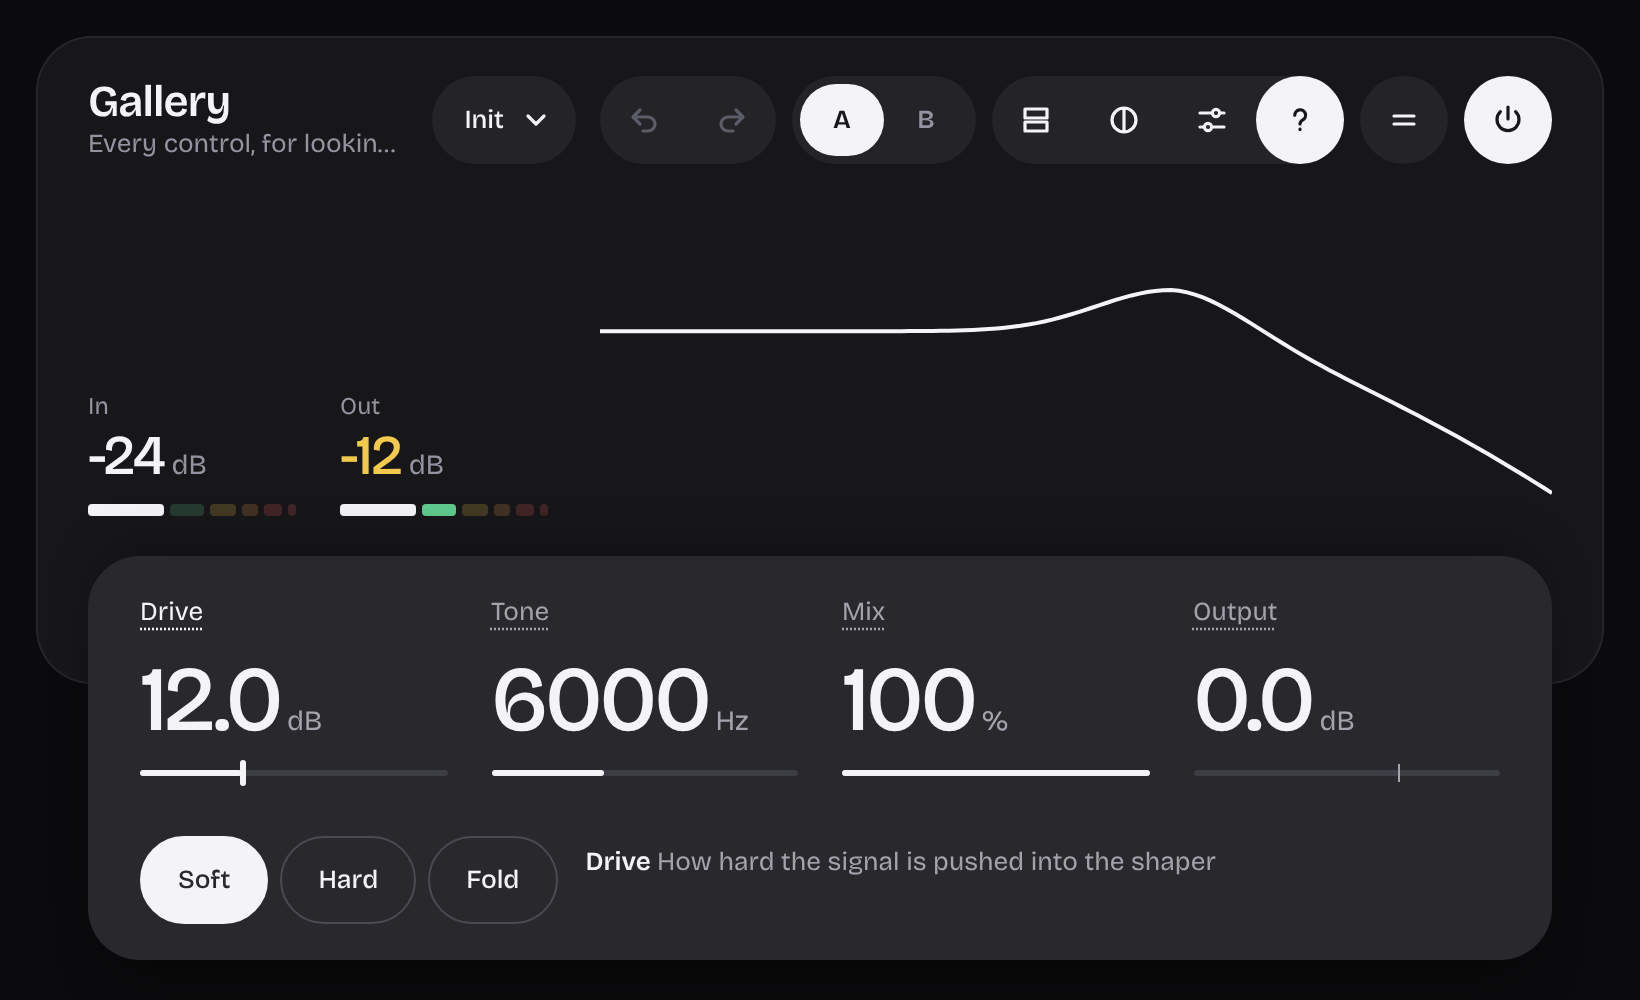 Gallery
Every control, for lookin...
Init
A
B
?
In
-24 dB
Out
-12 dB
Drive
12.0 dB
Tone
6000 Hz
Mix
100 %
Output
0.0 dB
Soft
Hard
Fold
Drive How hard the signal is pushed into the shaper